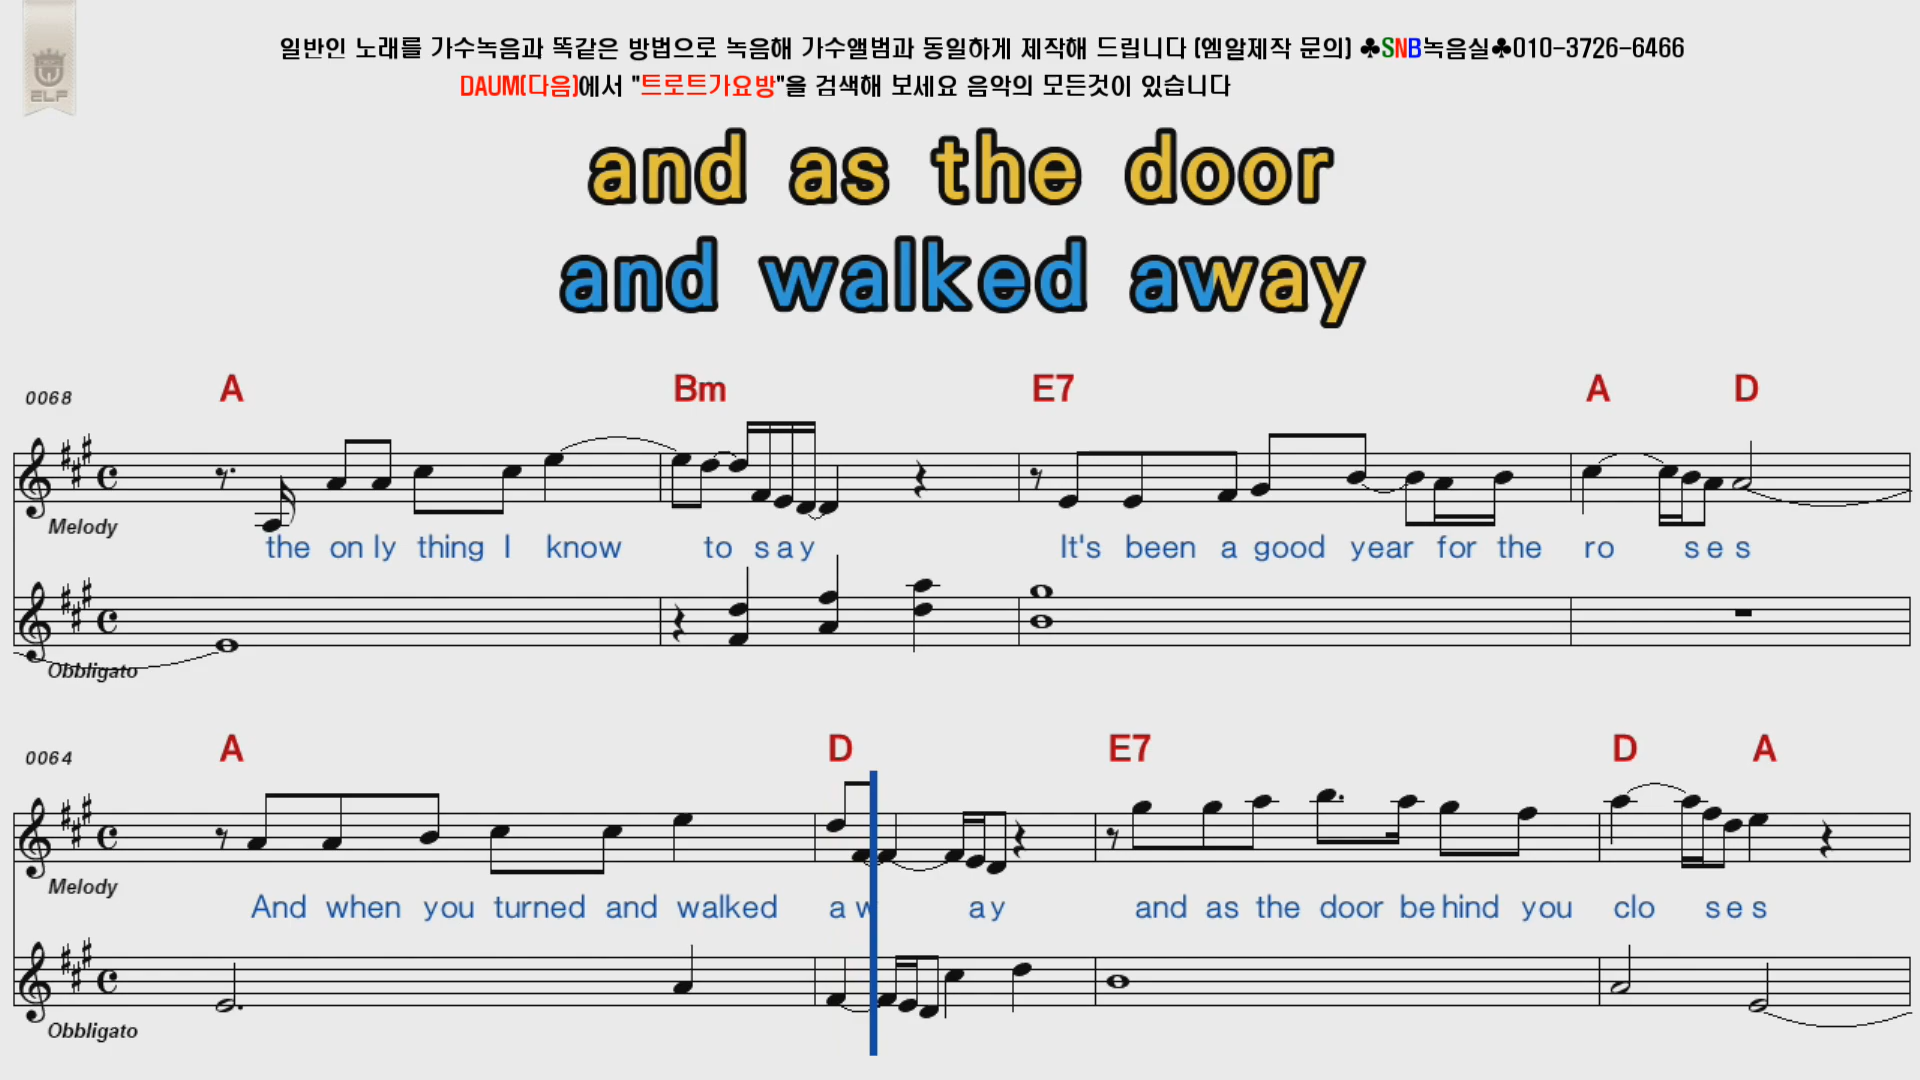 ELF
일반인 노래를 가수녹음과 똑같은 방법으로 녹음해 가수앨범과 동일하게 제작해 드립니다 (엠알제작 문의) ♣SNB녹음실♣010-3726-6466
DAUM(다음)에서 "트로트가요방"을 검색해 보세요 음악의 모든것이 있습니다
and as the door
and walked away
0068 A Bm E7 A D
Melody
the on ly thing I know to s a y It's been a good year for the ro s e s
Obbligato
0064 A D E7 D A
Melody
And when you turned and walked a w a y and as the door be hind you clo s e s
Obbligato